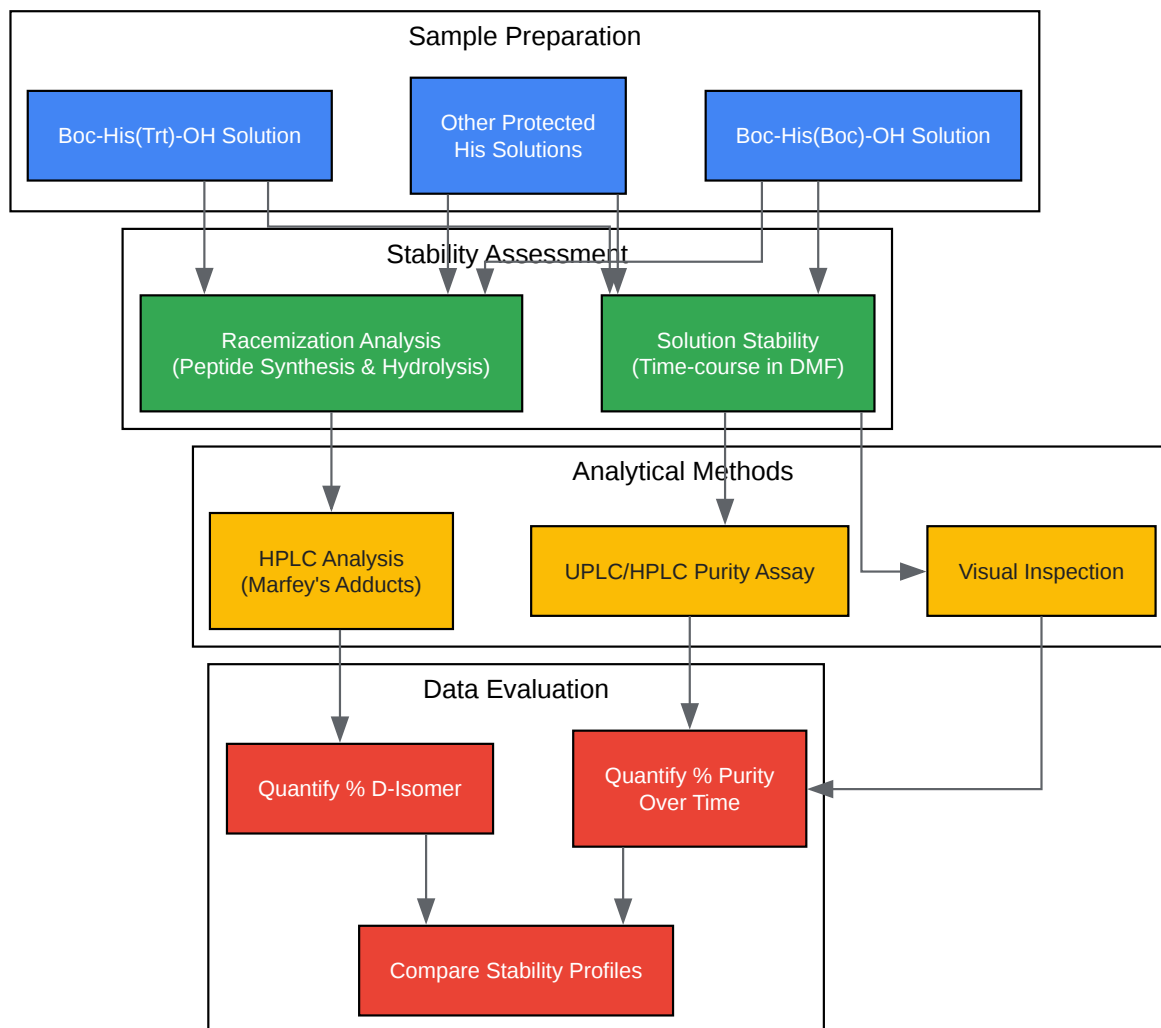 Sample Preparation
Boc-His(Trt)-OH Solution
Other Protected
His Solutions
Boc-His(Boc)-OH Solution
Stability Assessment
Racemization Analysis
(Peptide Synthesis & Hydrolysis)
Solution Stability
(Time-course in DMF)
Analytical Methods
HPLC Analysis
(Marfey's Adducts)
UPLC/HPLC Purity Assay
Visual Inspection
Data Evaluation
Quantify % D-Isomer
Quantify % Purity
Over Time
Compare Stability Profiles